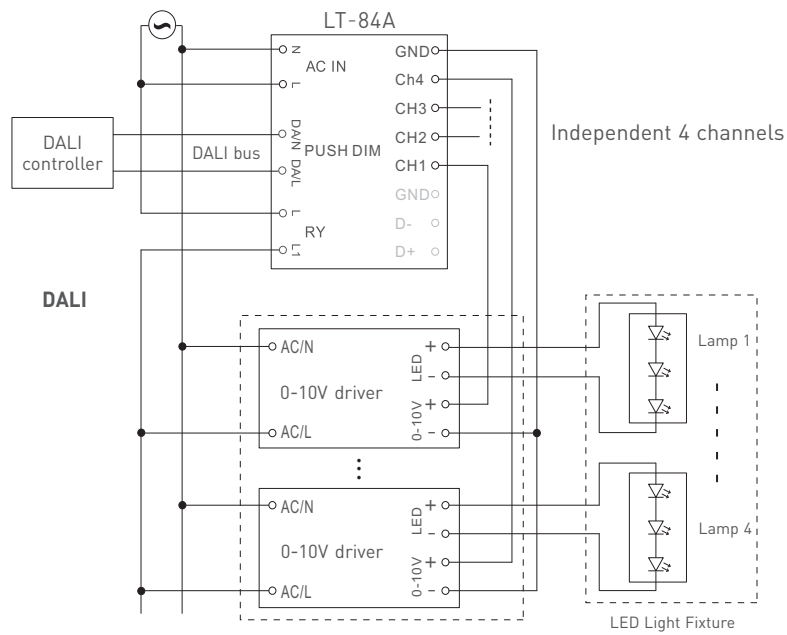 LT-84A
N
AC IN
L
DA/N
DALI bus
PUSH DIM
DA/L
L
RY
L1
GND
Ch4
CH3
CH2
CH1
GND
D-
D+
DALI
controller
Independent 4 channels
DALI
AC/N
0-10V driver
AC/L
+
LED
-
+
0-10V
-
AC/N
0-10V driver
AC/L
+
LED
-
+
0-10V
-
Lamp 1
Lamp 4
LED Light Fixture